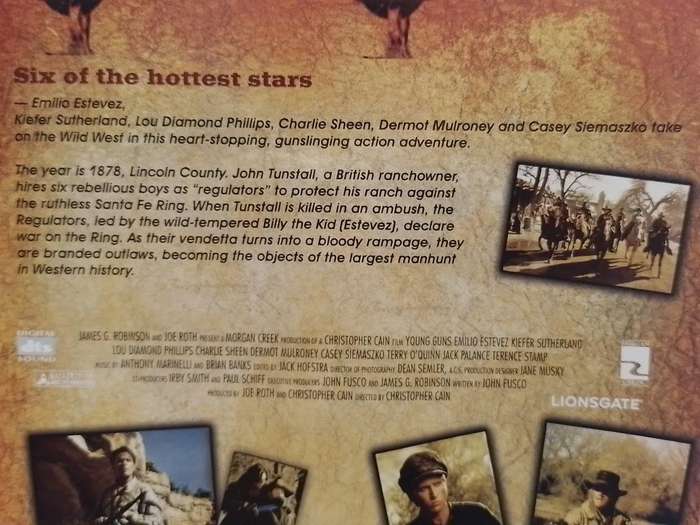 Six of the hottest stars
— Emilio Estevez,
Kiefer Sutherland, Lou Diamond Phillips, Charlie Sheen, Dermot Mulroney and Casey Siemaszko take
on the Wild West in this heart-stopping, gunslinging action adventure.
The year is 1878, Lincoln County. John Tunstall, a British ranchowner,
hires six rebellious boys as "regulators" to protect his ranch against
the ruthless Santa Fe Ring. When Tunstall is killed in an ambush, the
Regulators, led by the wild-tempered Billy the Kid (Estevez), declare
war on the Ring. As their vendetta turns into a bloody rampage, they
are branded outlaws, becoming the objects of the largest manhunt
in Western history.
DIGITAL
dts
SOUND
JAMES G. ROBINSON AND JOE ROTH PRESENT A MORGAN CREEK PRODUCTION OF A CHRISTOPHER CAIN FILM YOUNG GUNS EMILIO ESTEVEZ KIEFER SUTHERLAND
LOU DIAMOND PHILLIPS CHARLIE SHEEN DERMOT MULRONEY CASEY SIEMASZKO TERRY O'QUINN JACK PALANCE TERENCE STAMP
MUSIC BY ANTHONY MARINELLI AND BRIAN BANKS EDITED BY JACK HOFSTRA DIRECTOR OF PHOTOGRAPHY DEAN SEMLER, A.C.S. PRODUCTION DESIGNER JANE MUSKY
CO-PRODUCERS IRBY SMITH AND PAUL SCHIFF EXECUTIVE PRODUCERS JOHN FUSCO AND JAMES G. ROBINSON WRITTEN BY JOHN FUSCO
PRODUCED BY JOE ROTH AND CHRISTOPHER CAIN DIRECTED BY CHRISTOPHER CAIN
LIONSGATE